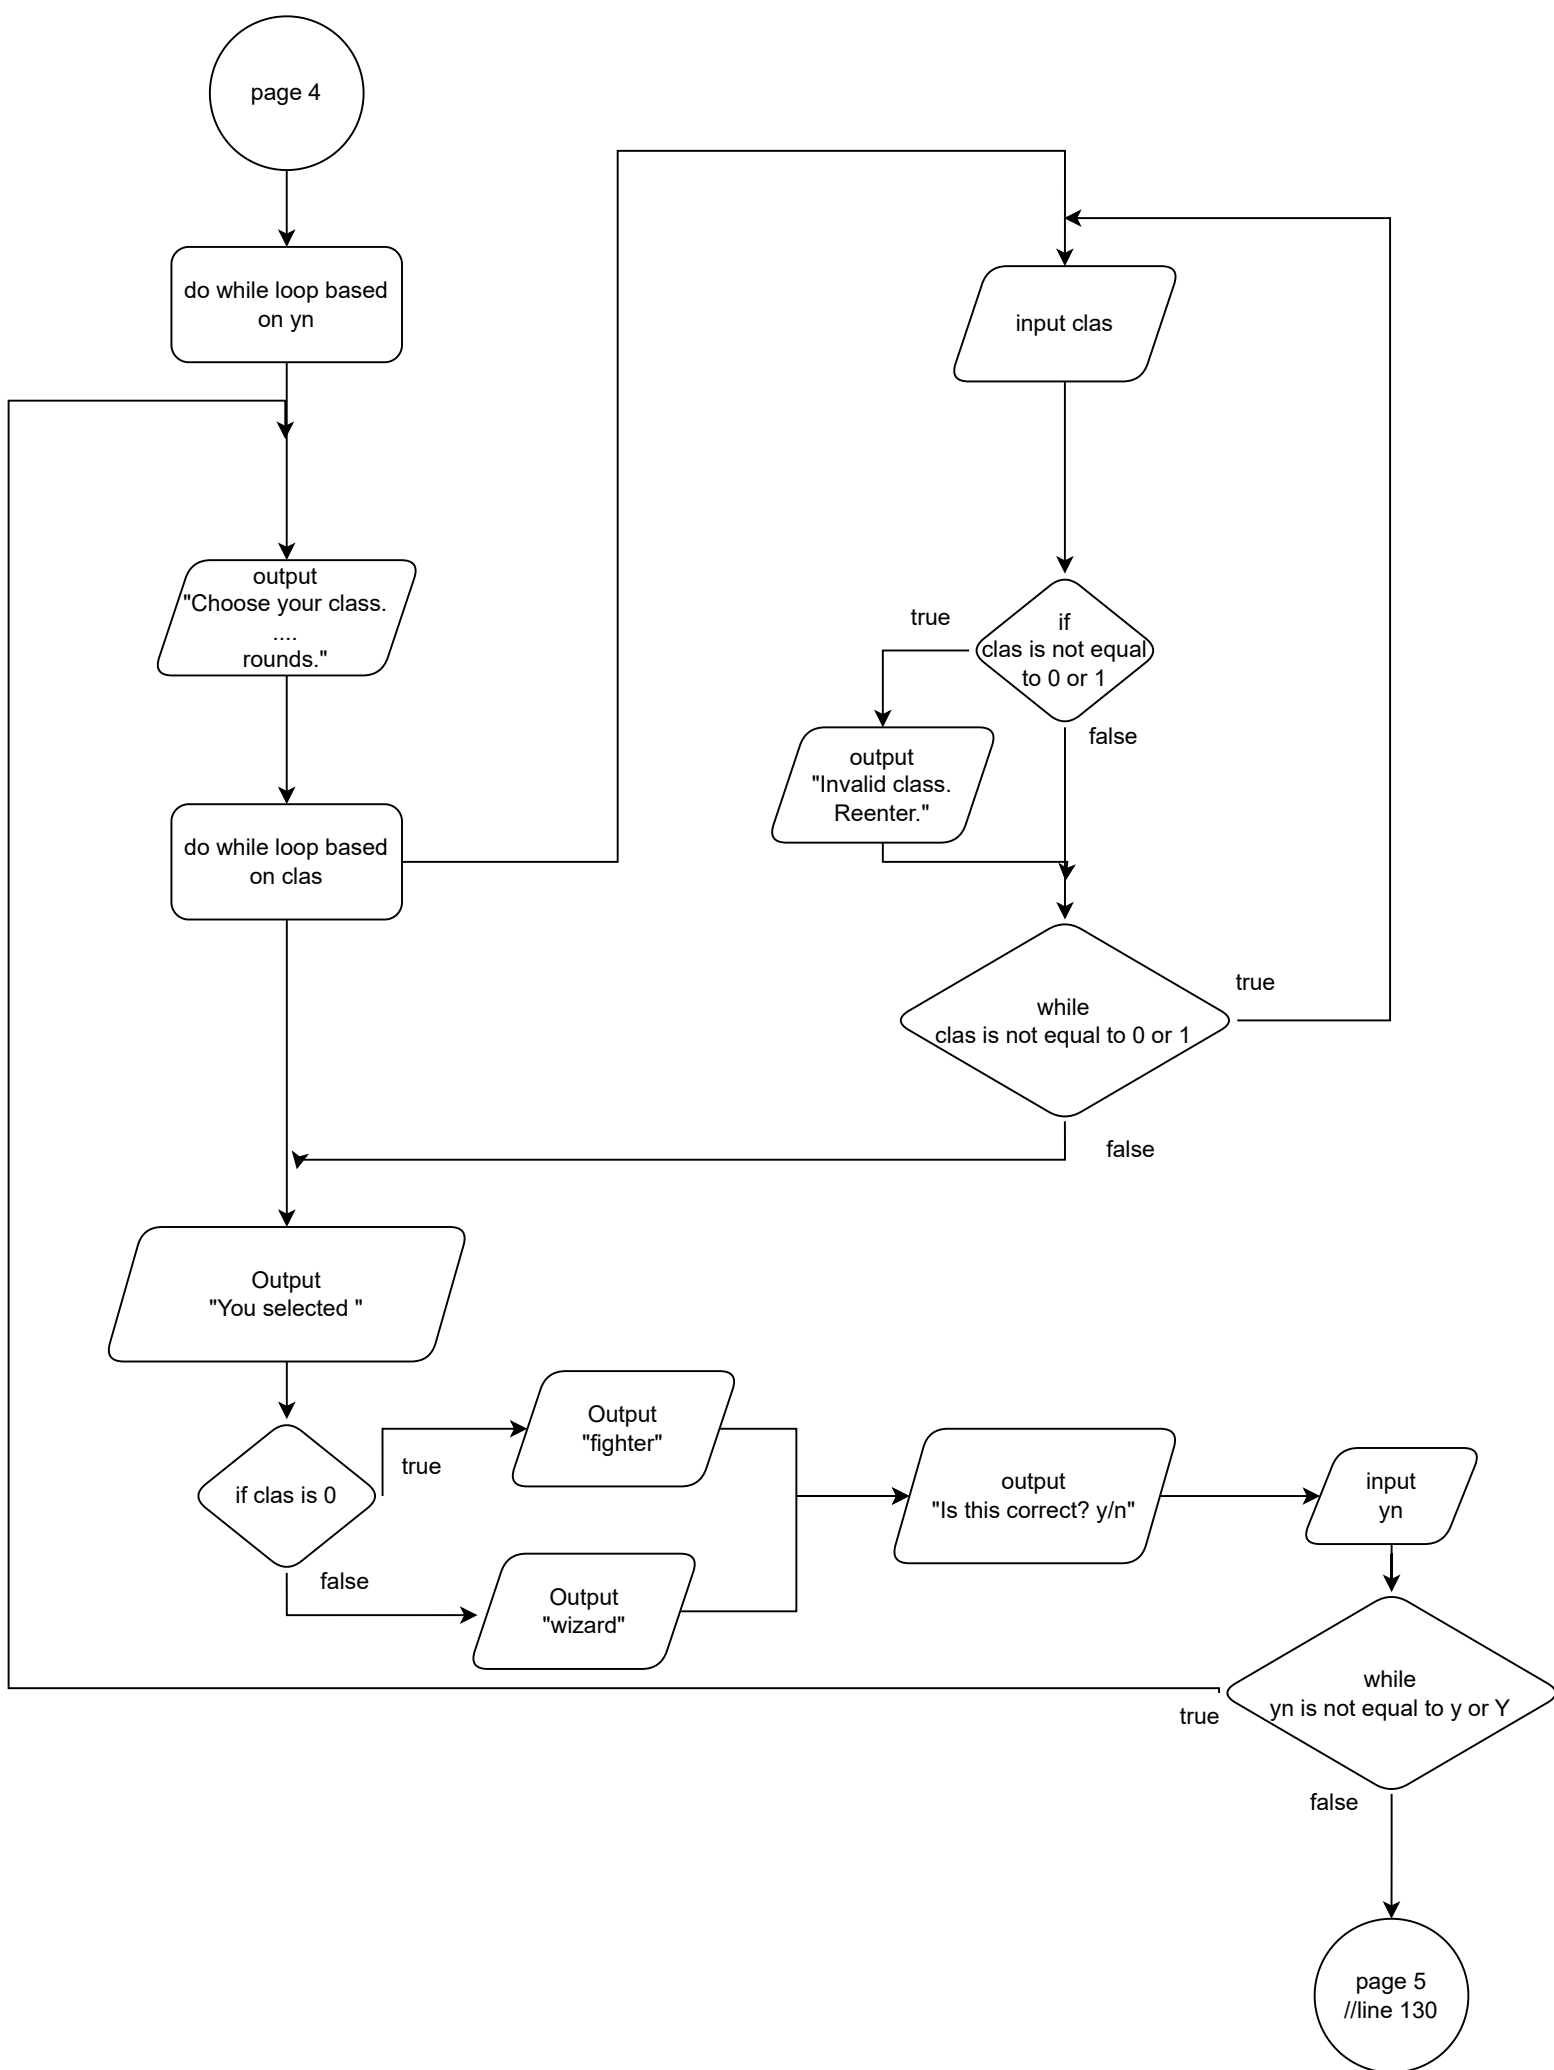 page 4
do while loop based
on yn
output
"Choose your class.
....
rounds."
do while loop based
on clas
input clas
if
clas is not equal
to 0 or 1
true
false
output
"Invalid class.
Reenter."
while
clas is not equal to 0 or 1
true
false
Output
"You selected "
if clas is 0
true
false
Output
"fighter"
Output
"wizard"
output
"Is this correct? y/n"
input
yn
while
yn is not equal to y or Y
true
false
page 5
//line 130